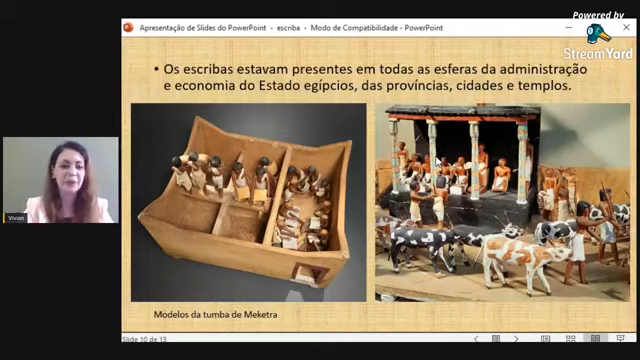 Powered by
StreamYard
Apresentação de Slides do PowerPoint - escriba - Modo de Compatibilidade - PowerPoint
• Os escribas estavam presentes em todas as esferas da administração
e economia do Estado egípcios, das províncias, cidades e templos.
Vivian
Modelos da tumba de Meketra
Slide 10 de 13